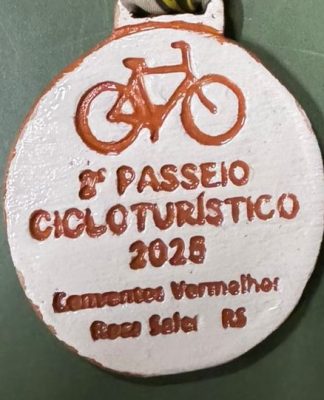 2º PASSEIO
CICLOTURÍSTICO
2025
Conventos Vermelhos
Roca Sales RS